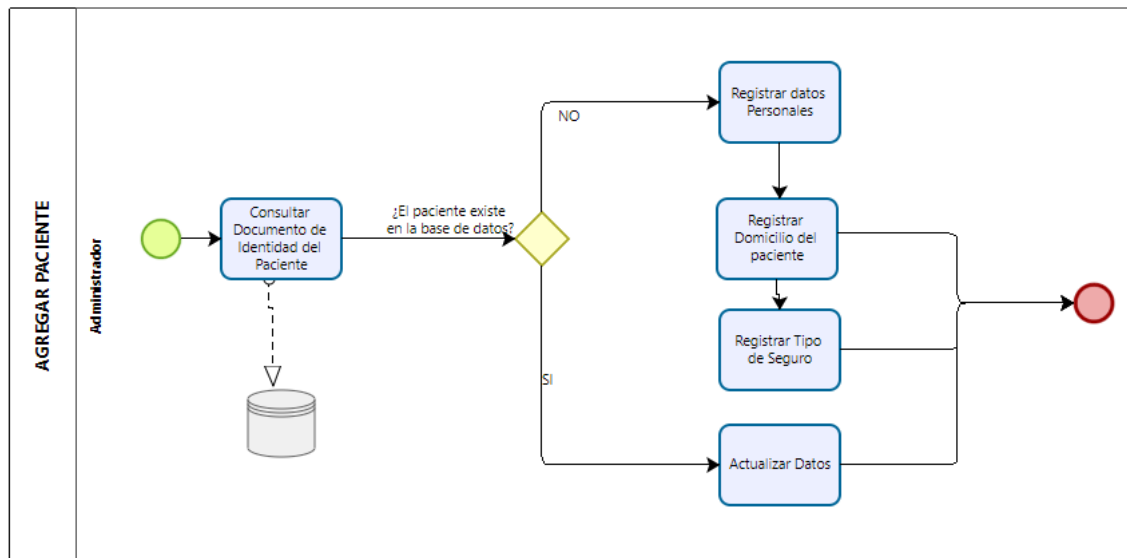 AGREGAR PACIENTE
Administrador
Consultar
Documento de
Identidad del
Paciente
¿El paciente existe
en la base de datos?
NO
SI
Registrar datos
Personales
Registrar
Domicilio del
paciente
Registrar Tipo
de Seguro
Actualizar Datos